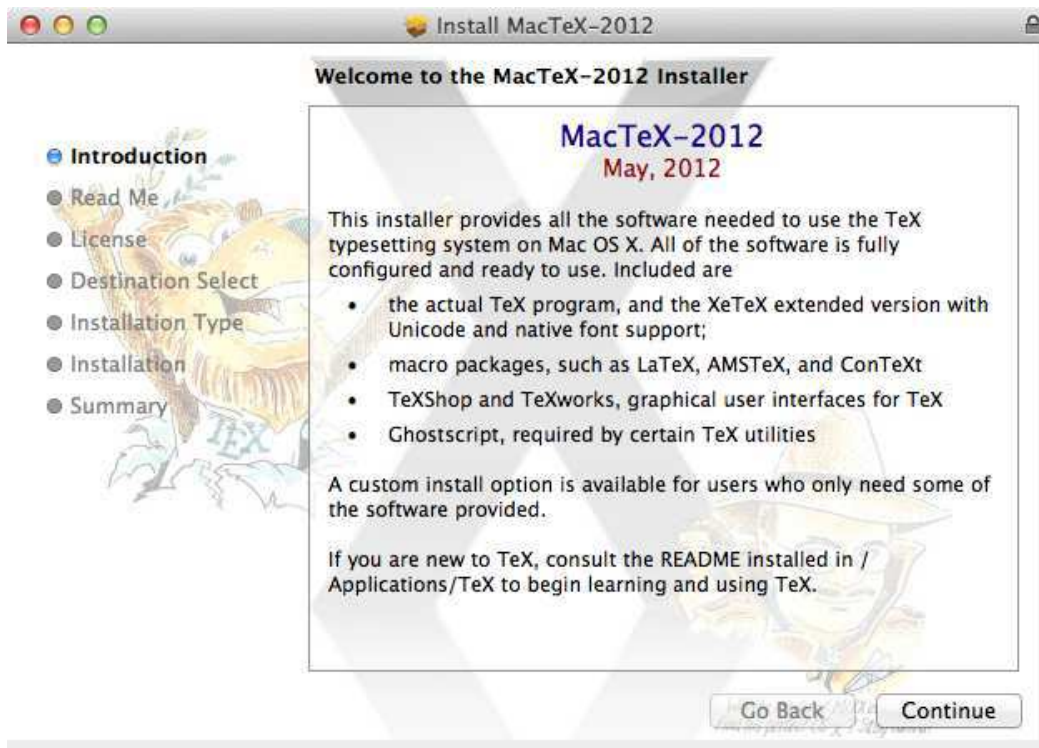 Install MacTeX-2012
Welcome to the MacTeX-2012 Installer
Introduction
Read Me
License
Destination Select
Installation Type
Installation
Summary
MacTeX-2012
May, 2012
This installer provides all the software needed to use the TeX
typesetting system on Mac OS X. All of the software is fully
configured and ready to use. Included are
• the actual TeX program, and the XeTeX extended version with
Unicode and native font support;
• macro packages, such as LaTeX, AMSTeX, and ConTeXt
• TeXShop and TeXworks, graphical user interfaces for TeX
• Ghostscript, required by certain TeX utilities
A custom install option is available for users who only need some of
the software provided.
If you are new to TeX, consult the README installed in /
Applications/TeX to begin learning and using TeX.
TEX
Go Back
Continue